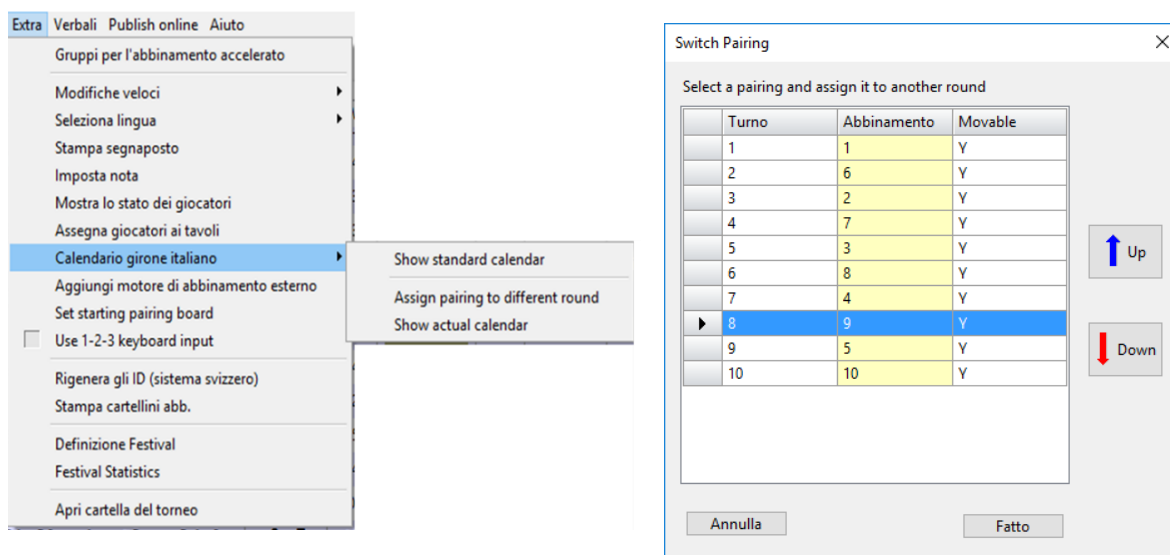 Extra Verbali Publish online Aiuto
Gruppi per l'abbinamento accelerato
Modifiche veloci
Seleziona lingua
Stampa segnaposto
Imposta nota
Mostra lo stato dei giocatori
Assegna giocatori ai tavoli
Calendario girone italiano
Aggiungi motore di abbinamento esterno
Set starting pairing board
Use 1-2-3 keyboard input
Rigenera gli ID (sistema svizzero)
Stampa cartellini abb.
Definizione Festival
Festival Statistics
Apri cartella del torneo
Show standard calendar
Assign pairing to different round
Show actual calendar
Switch Pairing
Select a pairing and assign it to another round
Turno Abbinamento Movable
1 1 Y
2 6 Y
3 2 Y
4 7 Y
5 3 Y
6 8 Y
7 4 Y
8 9 Y
9 5 Y
10 10 Y
Up
Down
Annulla Fatto